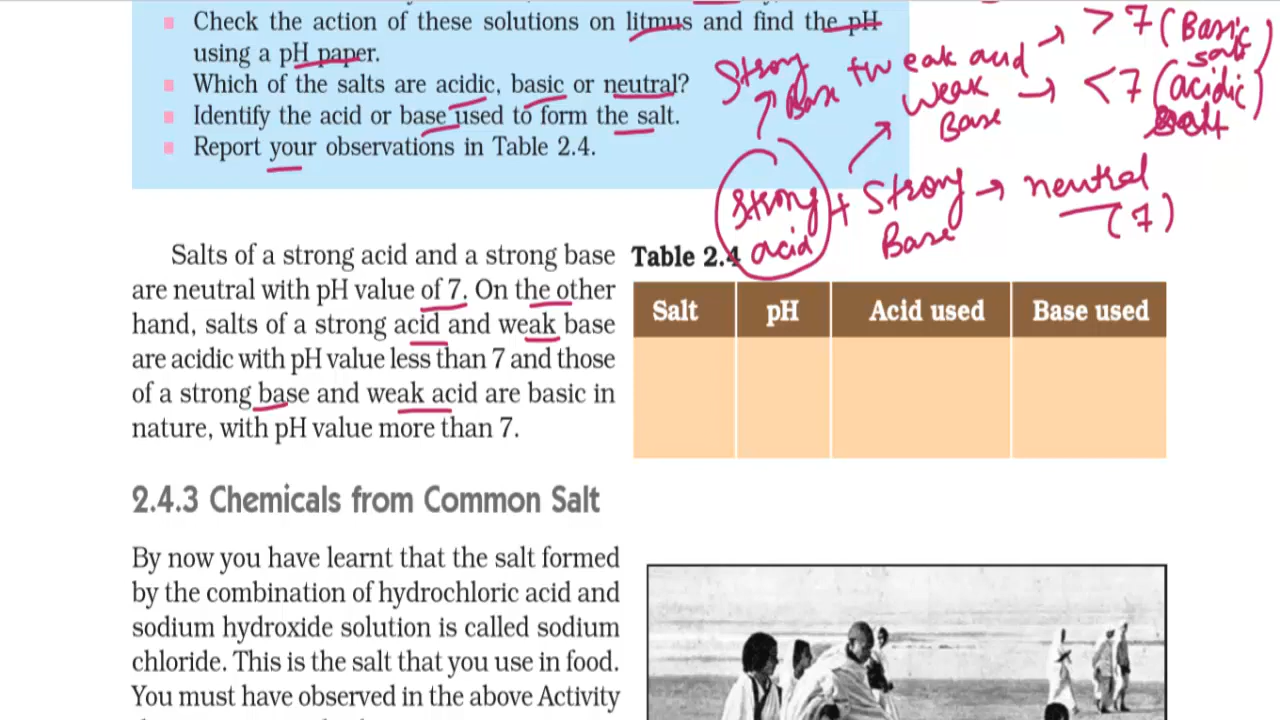 Check the action of these solutions on litmus and find the pH
using a pH paper.
Which of the salts are acidic, basic or neutral?
Identify the acid or base used to form the salt.
Report your observations in Table 2.4.
> 7 (Basic
salt)
Strong
Base
weak acid
weak
Base
< 7 (acidic
salt)
Strong
acid
+ Strong
Base
→ neutral
(7)
Salts of a strong acid and a strong base
are neutral with pH value of 7. On the other
hand, salts of a strong acid and weak base
are acidic with pH value less than 7 and those
of a strong base and weak acid are basic in
nature, with pH value more than 7.
Table 2.4
Salt pH Acid used Base used
2.4.3 Chemicals from Common Salt
By now you have learnt that the salt formed
by the combination of hydrochloric acid and
sodium hydroxide solution is called sodium
chloride. This is the salt that you use in food.
You must have observed in the above Activity